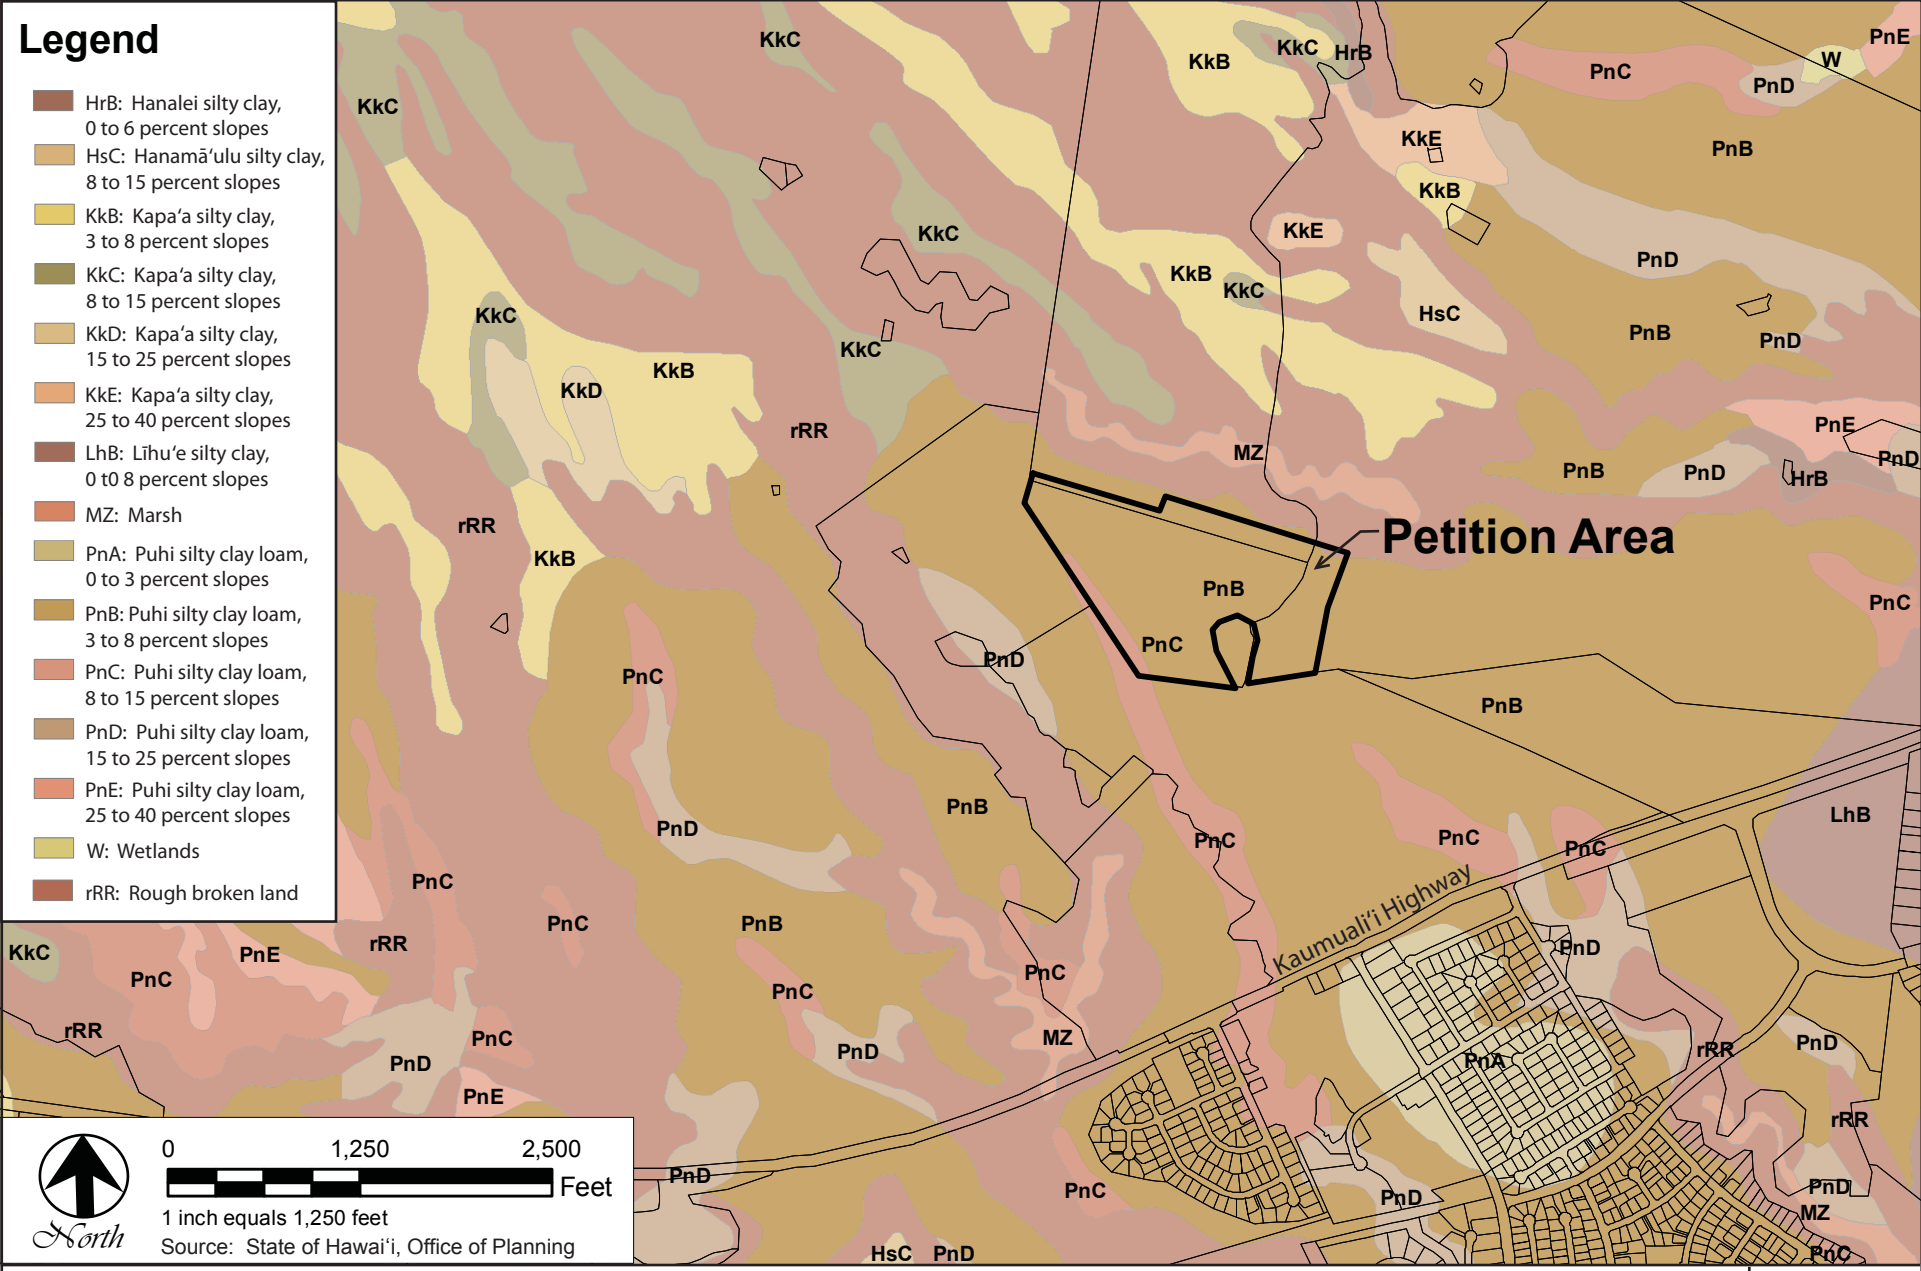 Legend
HrB: Hanalei silty clay,
0 to 6 percent slopes
HsC: Hanamāʻulu silty clay,
8 to 15 percent slopes
KkB: Kapaʻa silty clay,
3 to 8 percent slopes
KkC: Kapaʻa silty clay,
8 to 15 percent slopes
KkD: Kapaʻa silty clay,
15 to 25 percent slopes
KkE: Kapaʻa silty clay,
25 to 40 percent slopes
LhB: Līhuʻe silty clay,
0 t0 8 percent slopes
MZ: Marsh
PnA: Puhi silty clay loam,
0 to 3 percent slopes
PnB: Puhi silty clay loam,
3 to 8 percent slopes
PnC: Puhi silty clay loam,
8 to 15 percent slopes
PnD: Puhi silty clay loam,
15 to 25 percent slopes
PnE: Puhi silty clay loam,
25 to 40 percent slopes
W: Wetlands
rRR: Rough broken land
KkC
KkC
KkB
KkC
HrB
PnC
PnD
W
PnE
KkE
PnB
KkB
KkC
KkE
KkB
KkC
PnD
HsC
KkC
KkC
PnB
PnD
KkD
KkB
rRR
MZ
PnE
PnB
PnD
HrB
PnD
rRR
KkB
Petition Area
PnB
PnC
PnC
PnD
PnC
PnB
PnB
PnD
PnC
PnC
PnC
LhB
PnC
PnC
PnB
Kaumualiʻi Highway
KkC
PnC
PnE
rRR
PnC
PnC
PnD
rRR
PnC
PnD
PnD
MZ
PnA
rRR
PnD
PnE
rRR
PnD
PnC
PnD
PnD
MZ
HsC
PnD
PnC
0
1,250
2,500
Feet
1 inch equals 1,250 feet
Source: State of Hawaiʻi, Office of Planning
North